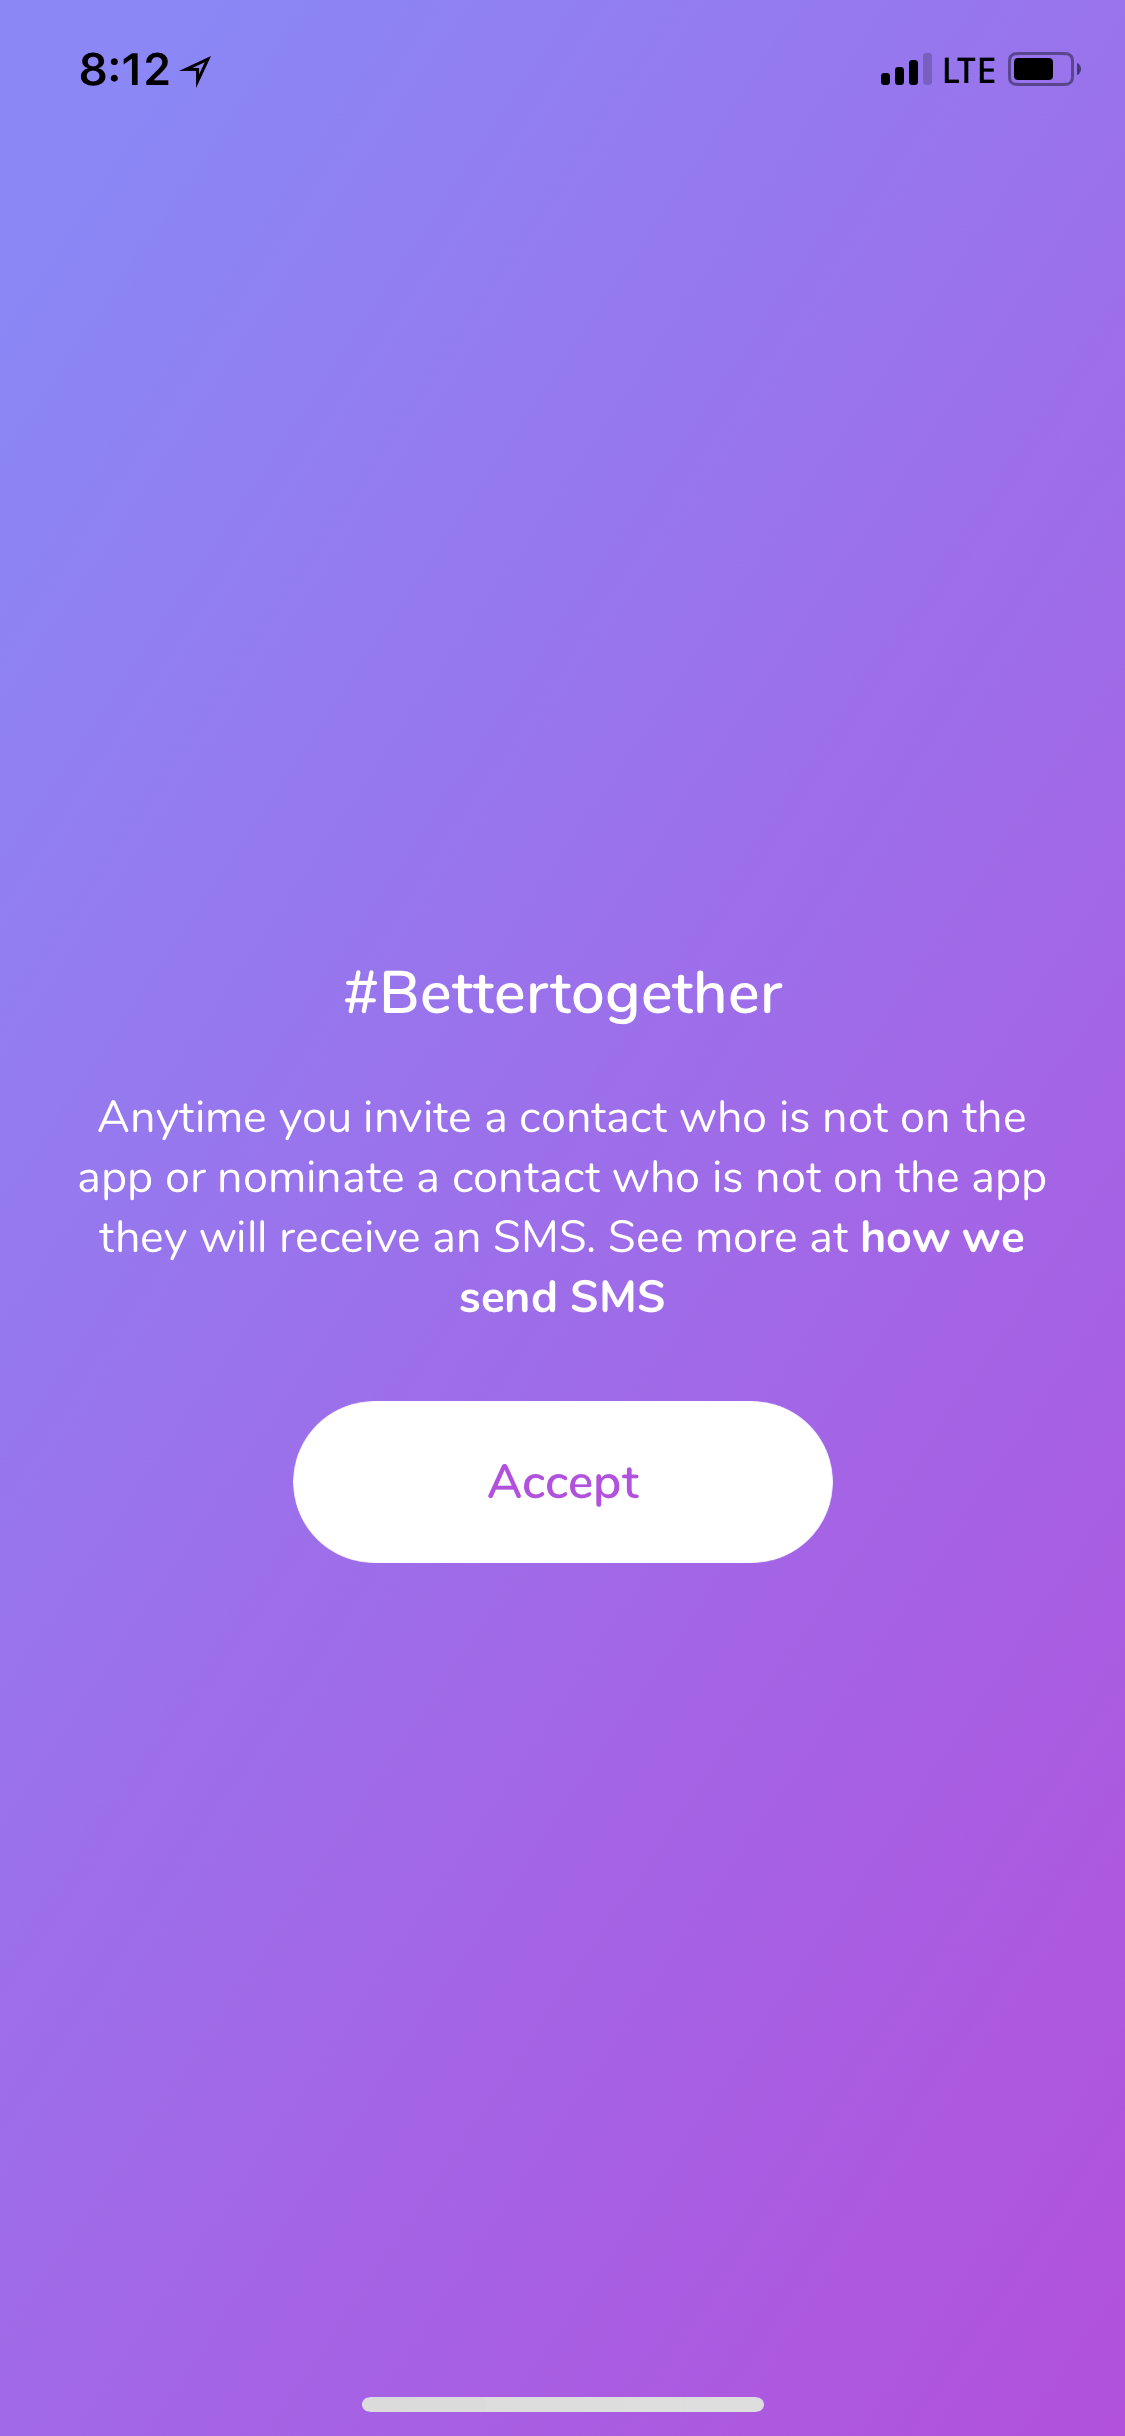 8:12 LTE
#Bettertogether
Anytime you invite a contact who is not on the
app or nominate a contact who is not on the app
they will receive an SMS. See more at how we
send SMS
Accept